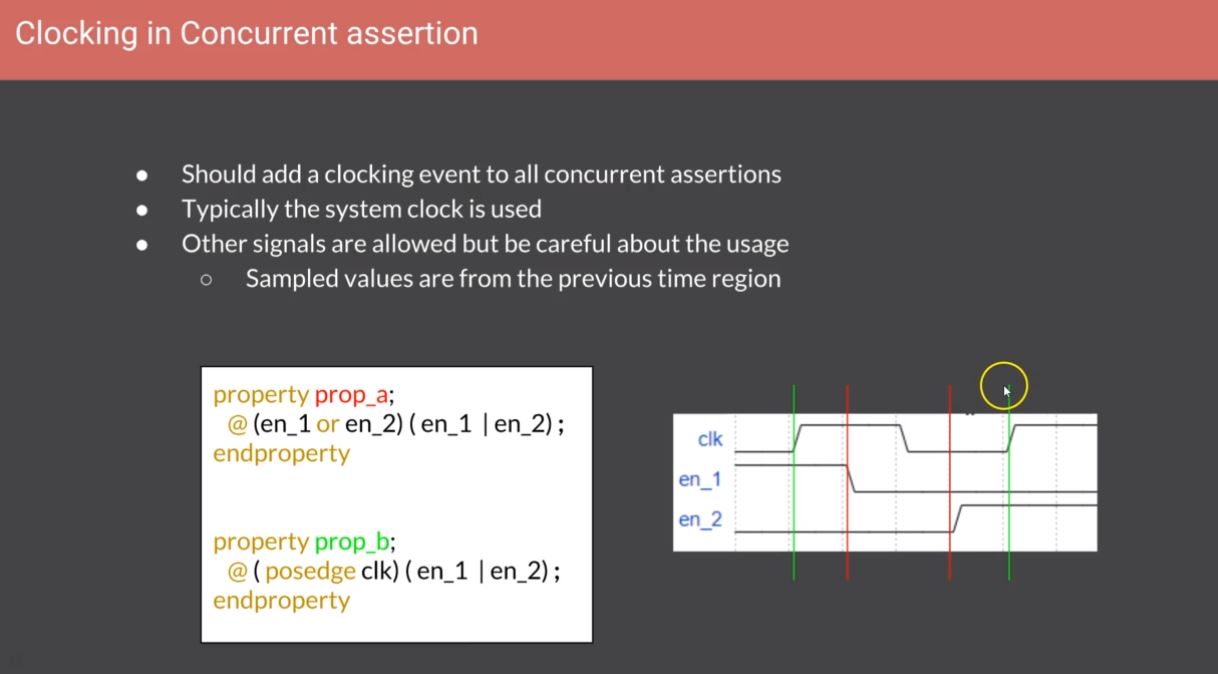 Clocking in Concurrent assertion
● Should add a clocking event to all concurrent assertions
● Typically the system clock is used
● Other signals are allowed but be careful about the usage
○ Sampled values are from the previous time region
property prop_a;
@ (en_1 or en_2) ( en_1 | en_2) ;
endproperty
property prop_b;
@ ( posedge clk) ( en_1 | en_2) ;
endproperty
clk
en_1
en_2